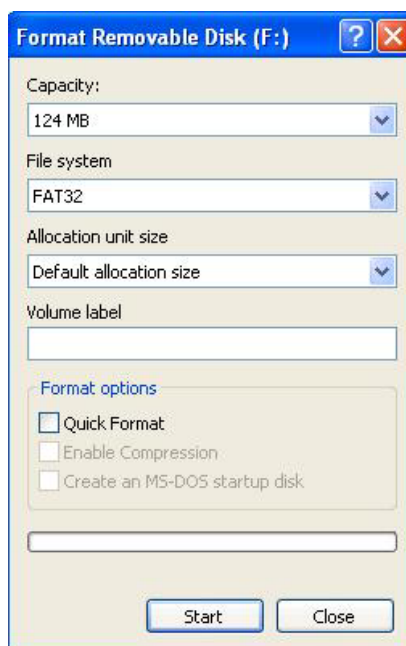 Format Removable Disk (F:)
Capacity:
124 MB
File system
FAT32
Allocation unit size
Default allocation size
Volume label
Format options
Quick Format
Enable Compression
Create an MS-DOS startup disk
Start
Close